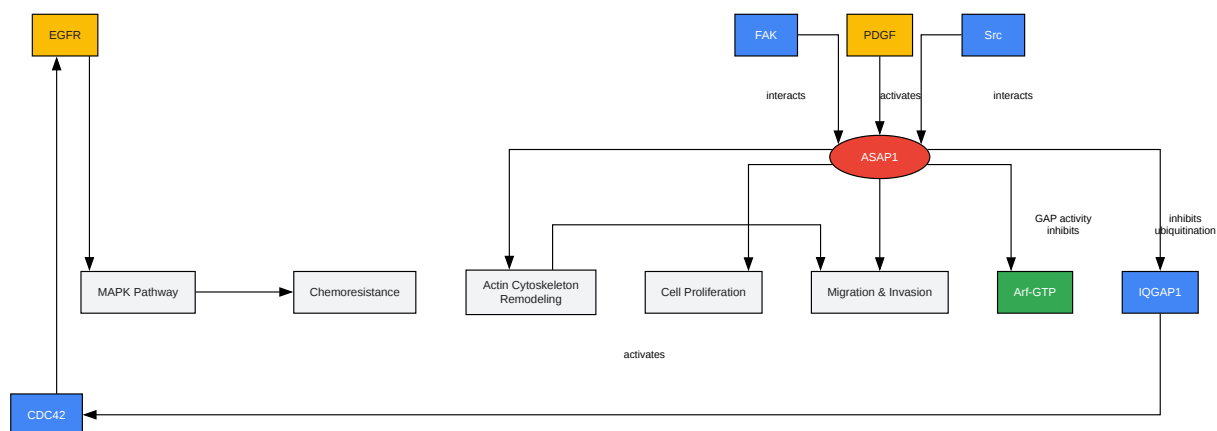 EGFR
FAK
PDGF
Src
interacts
activates
interacts
ASAP1
GAP activity
inhibits
inhibits
ubiquitination
MAPK Pathway
Chemoresistance
Actin Cytoskeleton
Remodeling
Cell Proliferation
Migration & Invasion
Arf-GTP
IQGAP1
activates
CDC42